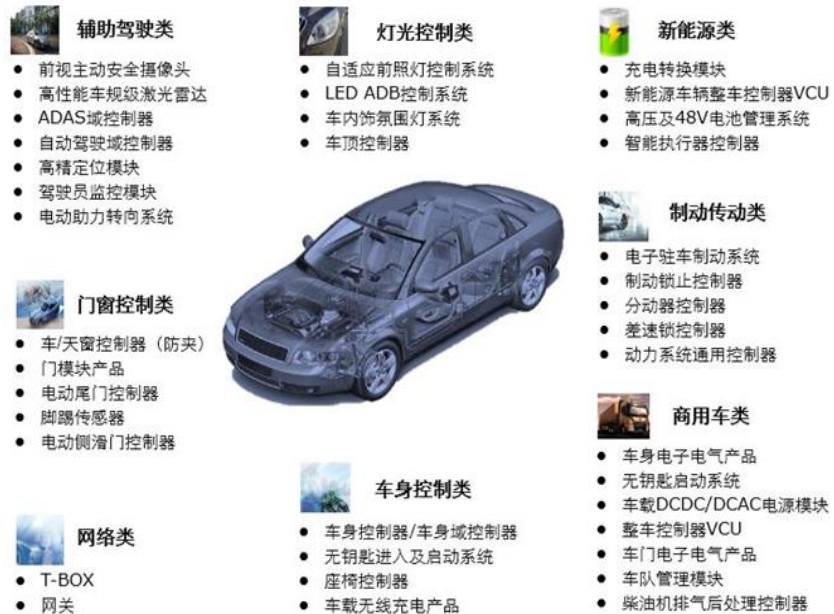 辅助驾驶类
● 前视主动安全摄像头
● 高性能车规级激光雷达
● ADAS域控制器
● 自动驾驶域控制器
● 高精定位模块
● 驾驶员监控模块
● 电动助力转向系统
灯光控制类
● 自适应前照灯控制系统
● LED ADB控制系统
● 车内饰氛围灯系统
● 车顶控制器
新能源类
● 充电转换模块
● 新能源车辆整车控制器VCU
● 高压及48V电池管理系统
● 智能执行器控制器
制动传动类
● 电子驻车制动系统
● 制动锁止控制器
● 分动器控制器
● 差速锁控制器
● 动力系统通用控制器
门窗控制类
● 车/天窗控制器（防夹）
● 门模块产品
● 电动尾门控制器
● 脚踢传感器
● 电动侧滑门控制器
网络类
● T-BOX
● 网关
车身控制类
● 车身控制器/车身域控制器
● 无钥匙进入及启动系统
● 座椅控制器
● 车载无线充电产品
商用车类
● 车身电子电气产品
● 无钥匙启动系统
● 车载DCDC/DCAC电源模块
● 整车控制器VCU
● 车门电子电气产品
● 车队管理模块
● 柴油机排气后处理控制器